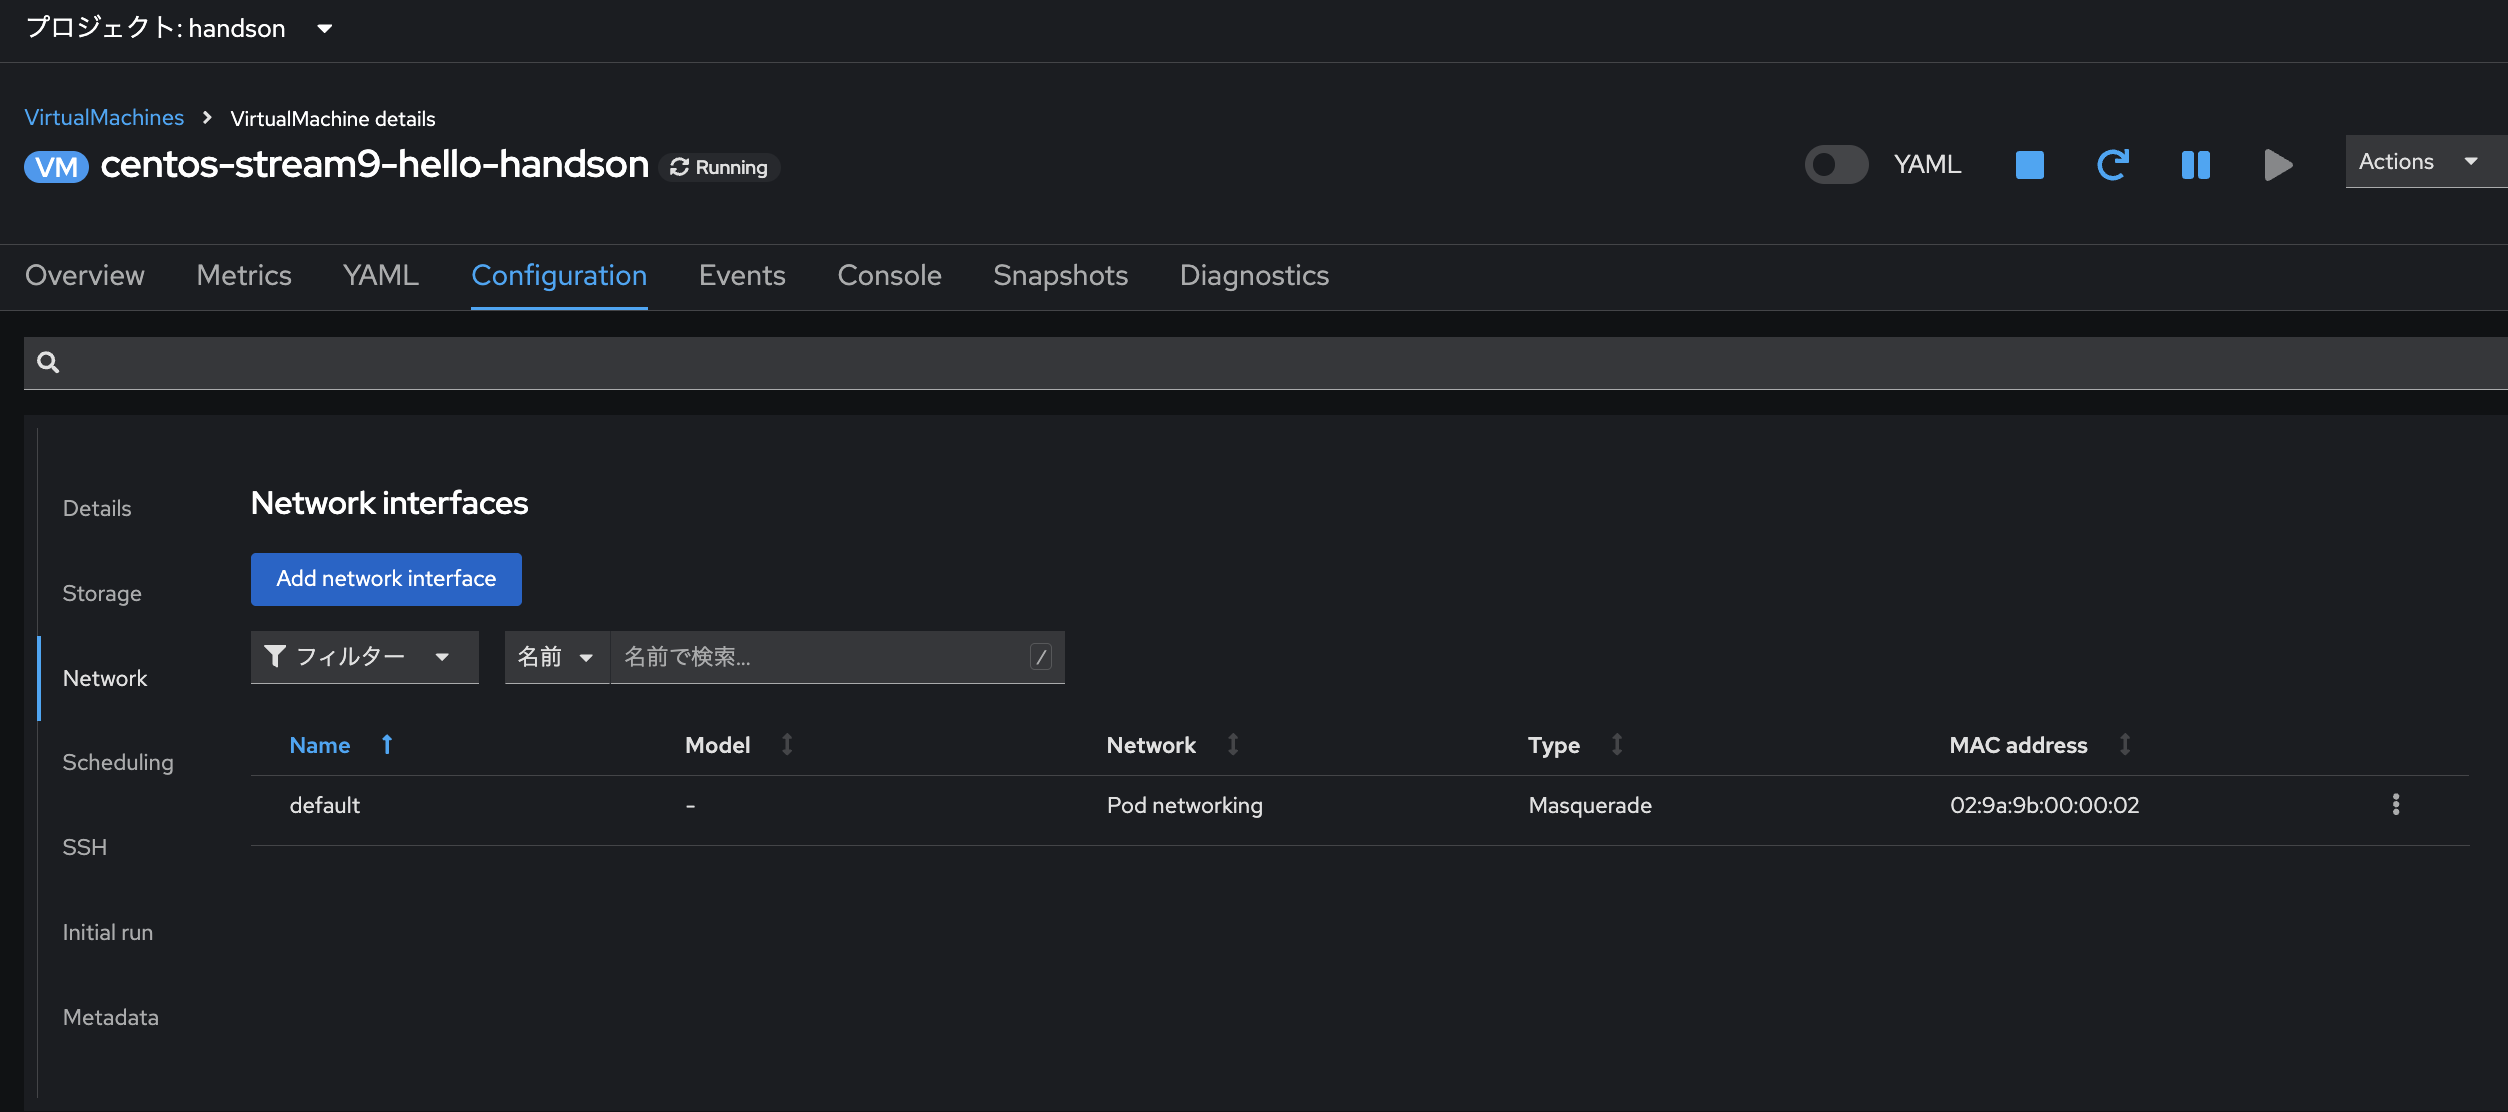 プロジェクト: handson
VirtualMachines > VirtualMachine details
VM centos-stream9-hello-handson Running
YAML Actions
Overview Metrics YAML Configuration Events Console Snapshots Diagnostics
Details
Storage
Network
Scheduling
SSH
Initial run
Metadata
Network interfaces
Add network interface
フィルター 名前 名前で検索... /
Name Model Network Type MAC address
default - Pod networking Masquerade 02:9a:9b:00:00:02